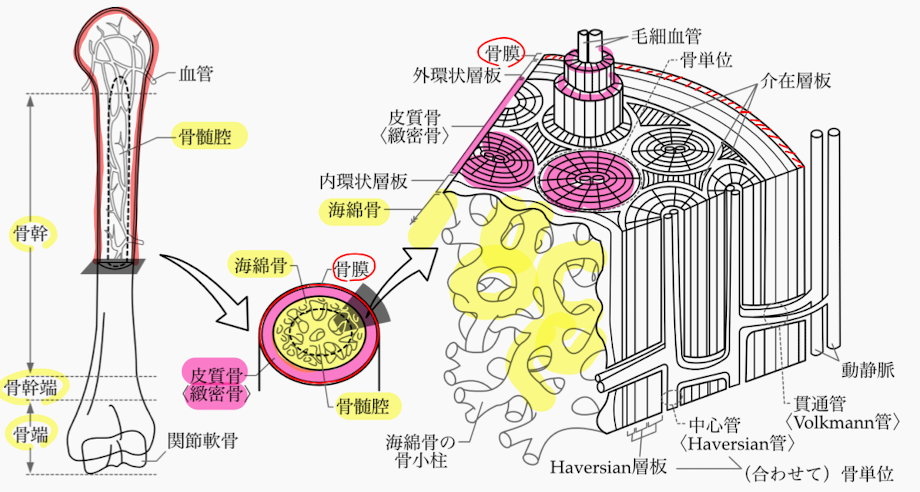 血管
骨髄腔
骨幹
骨幹端
骨端
関節軟骨
海綿骨
骨膜
皮質骨
〈緻密骨〉
骨髄腔
骨膜
外環状層板
皮質骨
〈緻密骨〉
内環状層板
海綿骨
毛細血管
骨単位
介在層板
動静脈
貫通管
〈Volkmann管〉
中心管
〈Haversian管〉
海綿骨の
骨小柱
Haversian層板
(合わせて)骨単位